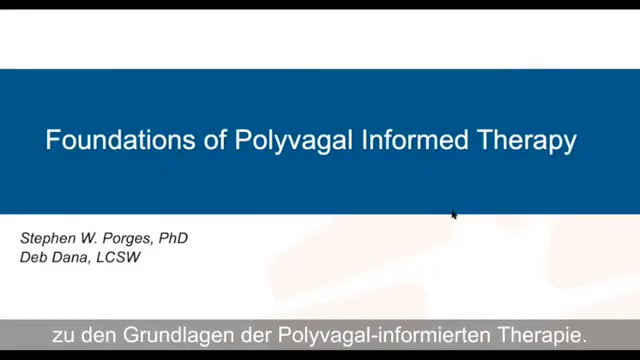 Foundations of Polyvagal Informed Therapy
Stephen W. Porges, PhD
Deb Dana, LCSW
zu den Grundlagen der Polyvagal-informierten Therapie.